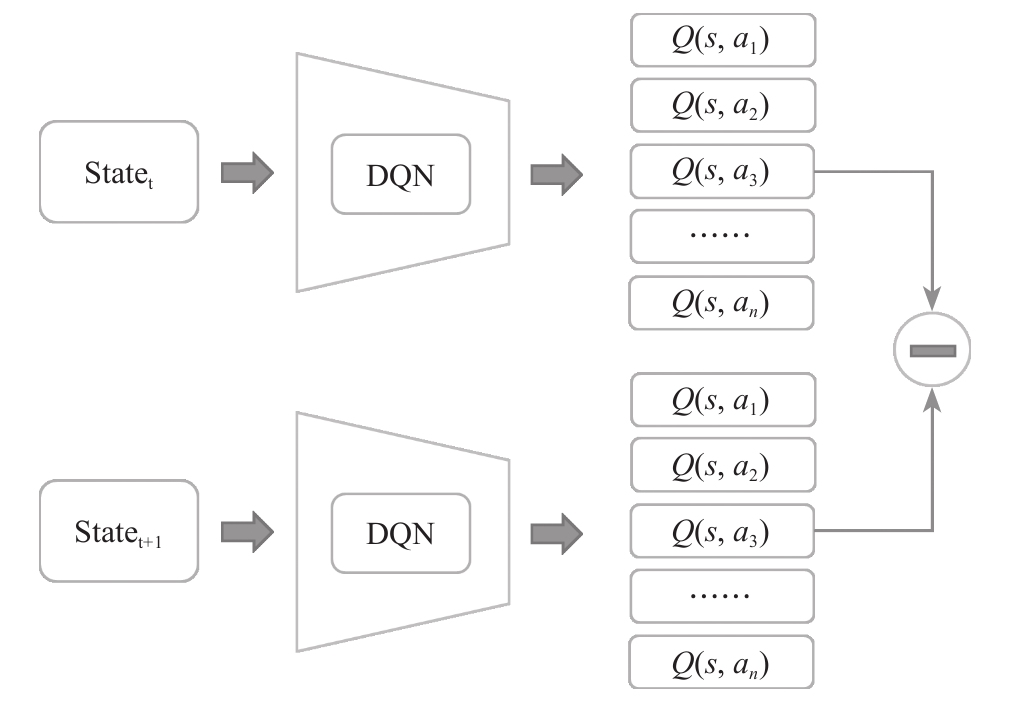 State_t
DQN
Q(s, a_1)
Q(s, a_2)
Q(s, a_3)
……
Q(s, a_n)
State_{t+1}
DQN
Q(s, a_1)
Q(s, a_2)
Q(s, a_3)
……
Q(s, a_n)